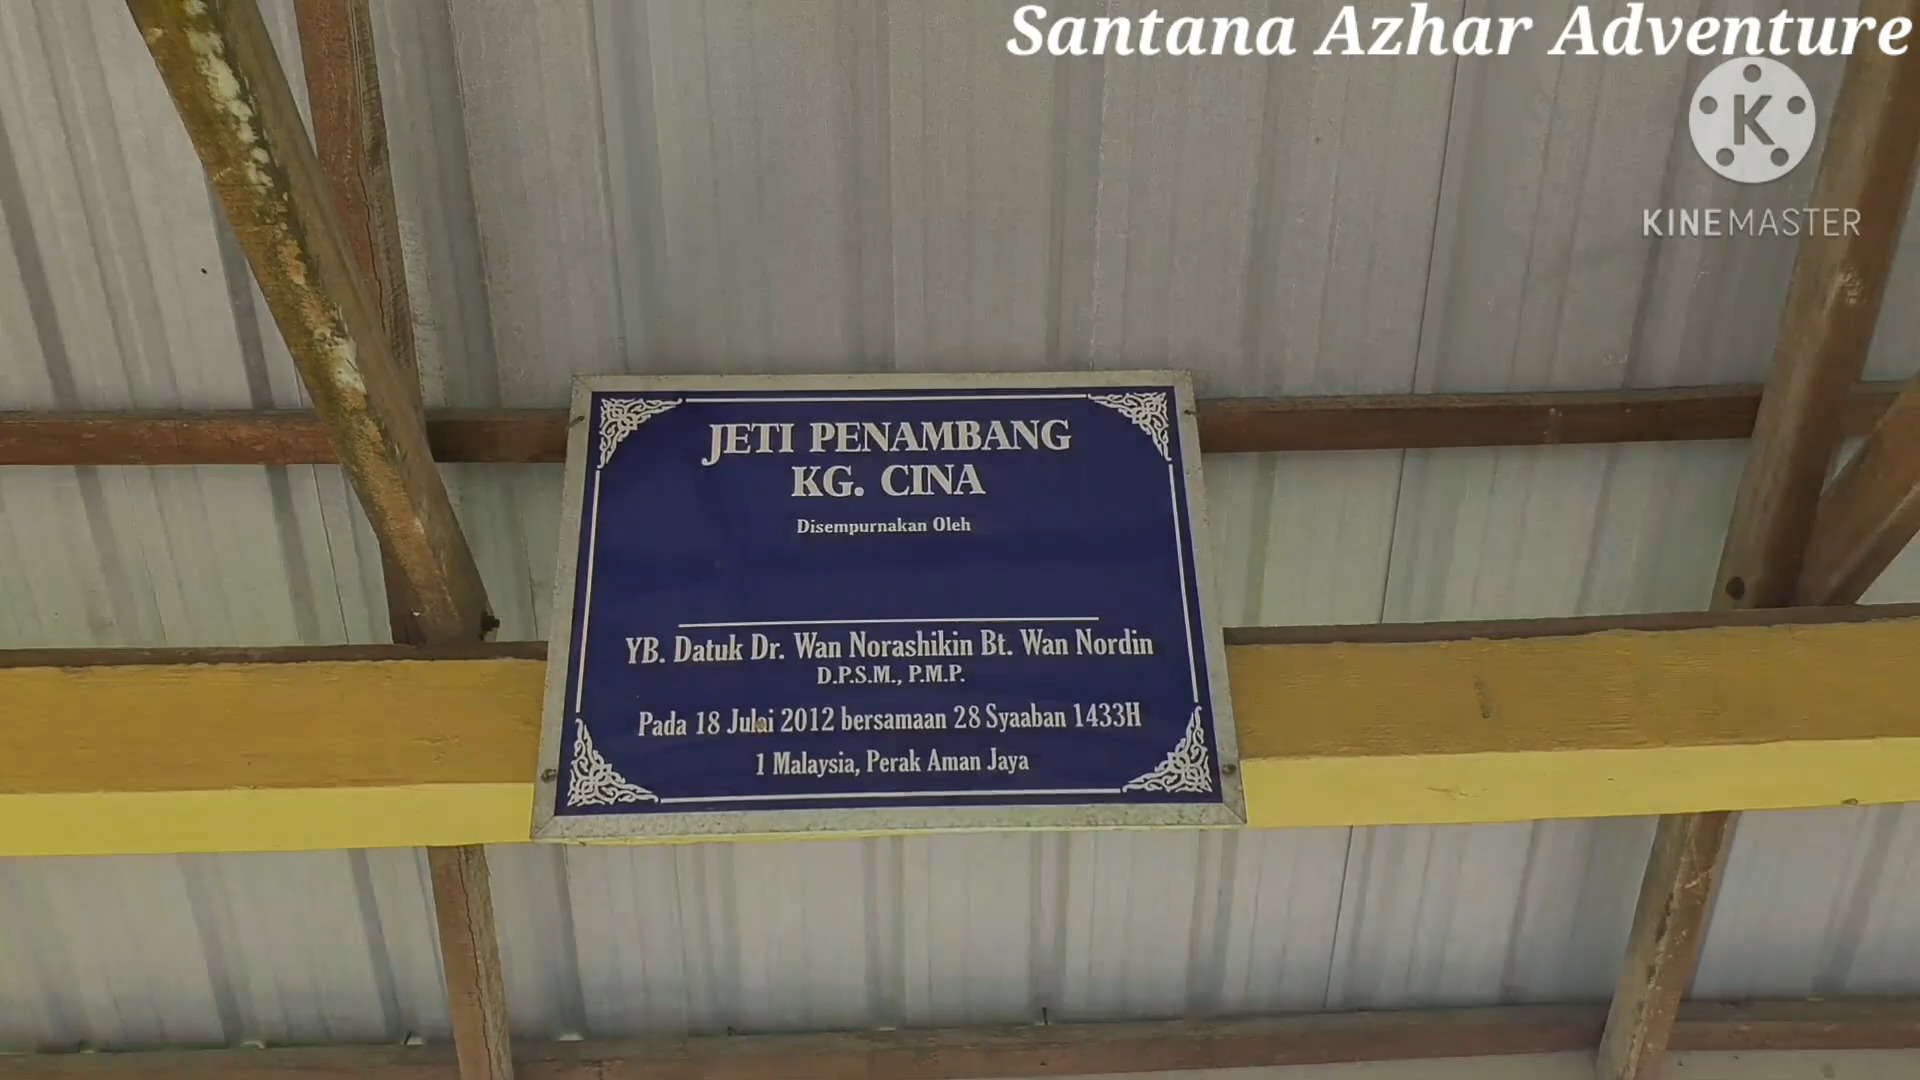 Santana Azhar Adventure
K
KINEMASTER
JETI PENAMBANG
KG. CINA
Disempurnakan Oleh
YB. Datuk Dr. Wan Norashikin Bt. Wan Nordin
D.P.S.M., P.M.P.
Pada 18 Julai 2012 bersamaan 28 Syaaban 1433H
1 Malaysia, Perak Aman Jaya